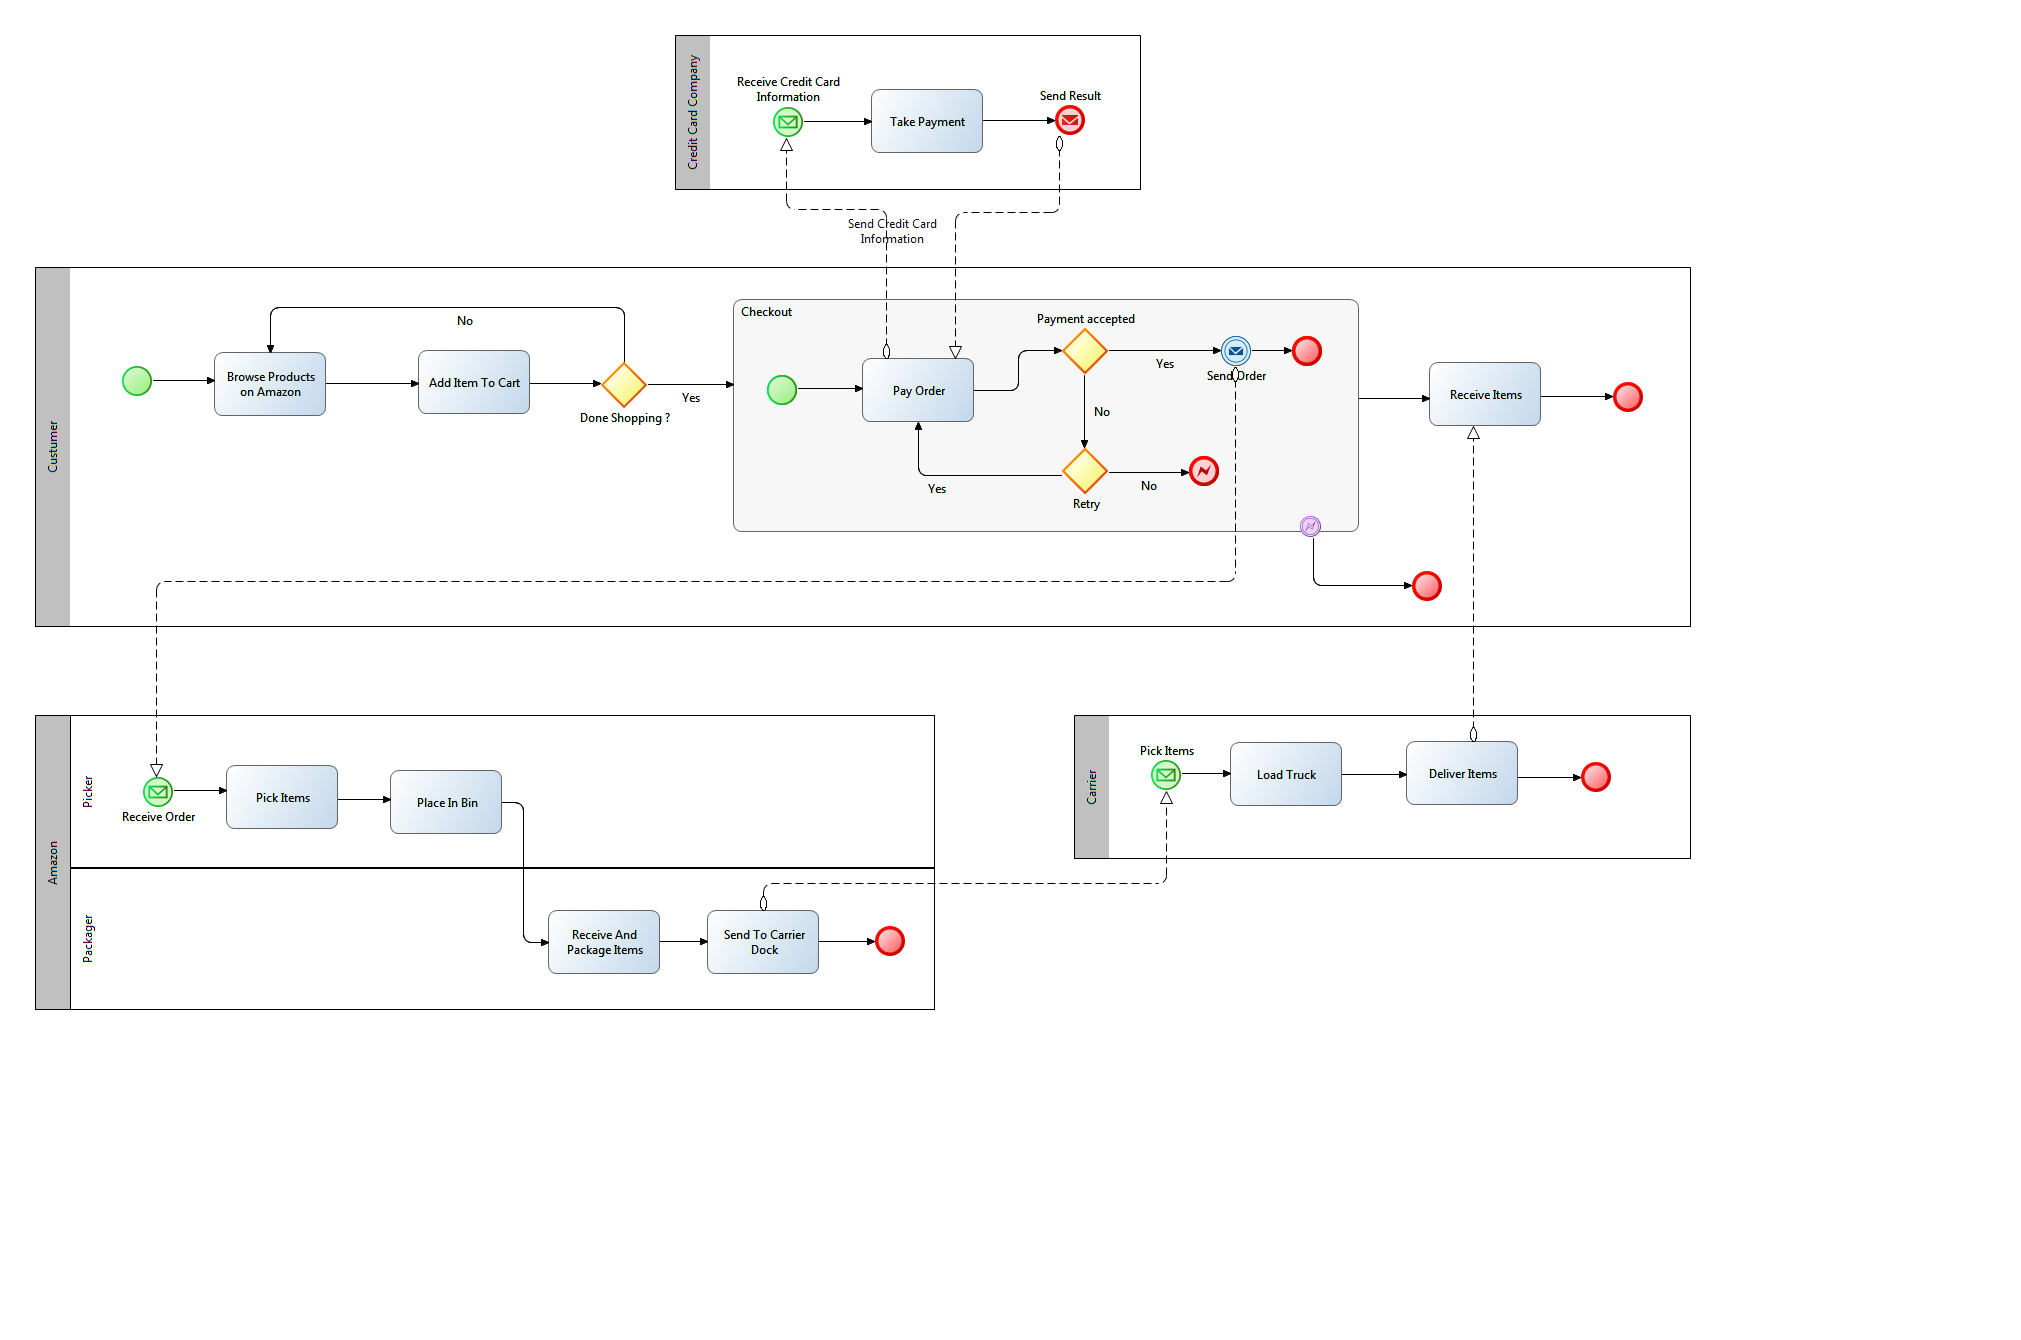 Credit Card Company
Receive Credit Card
Information
Take Payment
Send Result
Send Credit Card
Information
Custumer
No
Browse Products
on Amazon
Add Item To Cart
Done Shopping ?
Yes
Checkout
Pay Order
Payment accepted
Yes
Send Order
No
Yes
Retry
No
Receive Items
Amazon
Picker
Receive Order
Pick Items
Place In Bin
Packager
Receive And
Package Items
Send To Carrier
Dock
Carrier
Pick Items
Load Truck
Deliver Items